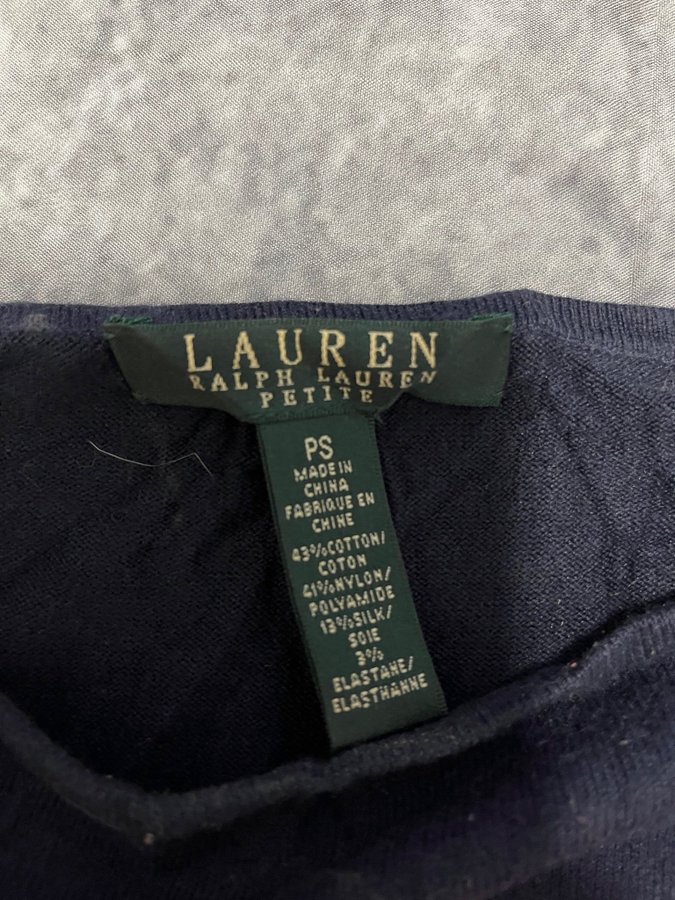 LAUREN
RALPH LAUREN
PETITE
PS
MADE IN
CHINA
FABRIQUE EN
CHINE
43%COTTON/
COTON
41%NYLON/
POLYAMIDE
13%SILK/
SOIE
3%
ELASTANE/
ELASTHANNE